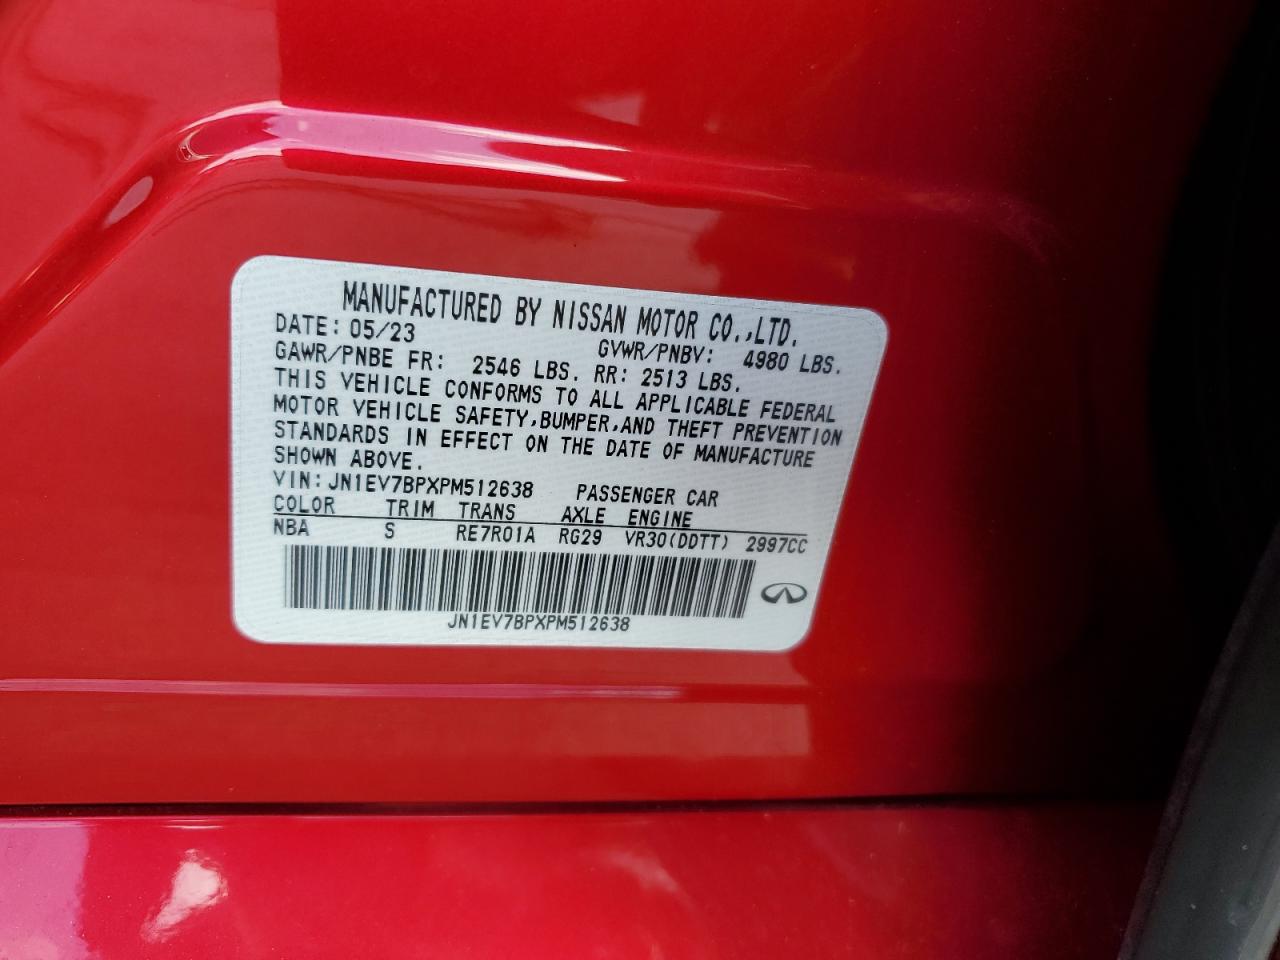 MANUFACTURED BY NISSAN MOTOR CO.,LTD.
DATE: 05/23 GVWR/PNBV: 4980 LBS.
GAWR/PNBE FR: 2546 LBS. RR: 2513 LBS.
THIS VEHICLE CONFORMS TO ALL APPLICABLE FEDERAL
MOTOR VEHICLE SAFETY,BUMPER,AND THEFT PREVENTION
STANDARDS IN EFFECT ON THE DATE OF MANUFACTURE
SHOWN ABOVE.
VIN:JN1EV7BPXPM512638 PASSENGER CAR
COLOR TRIM TRANS AXLE ENGINE
NBA S RE7R01A RG29 VR30(DDTT) 2997CC
JN1EV7BPXPM512638